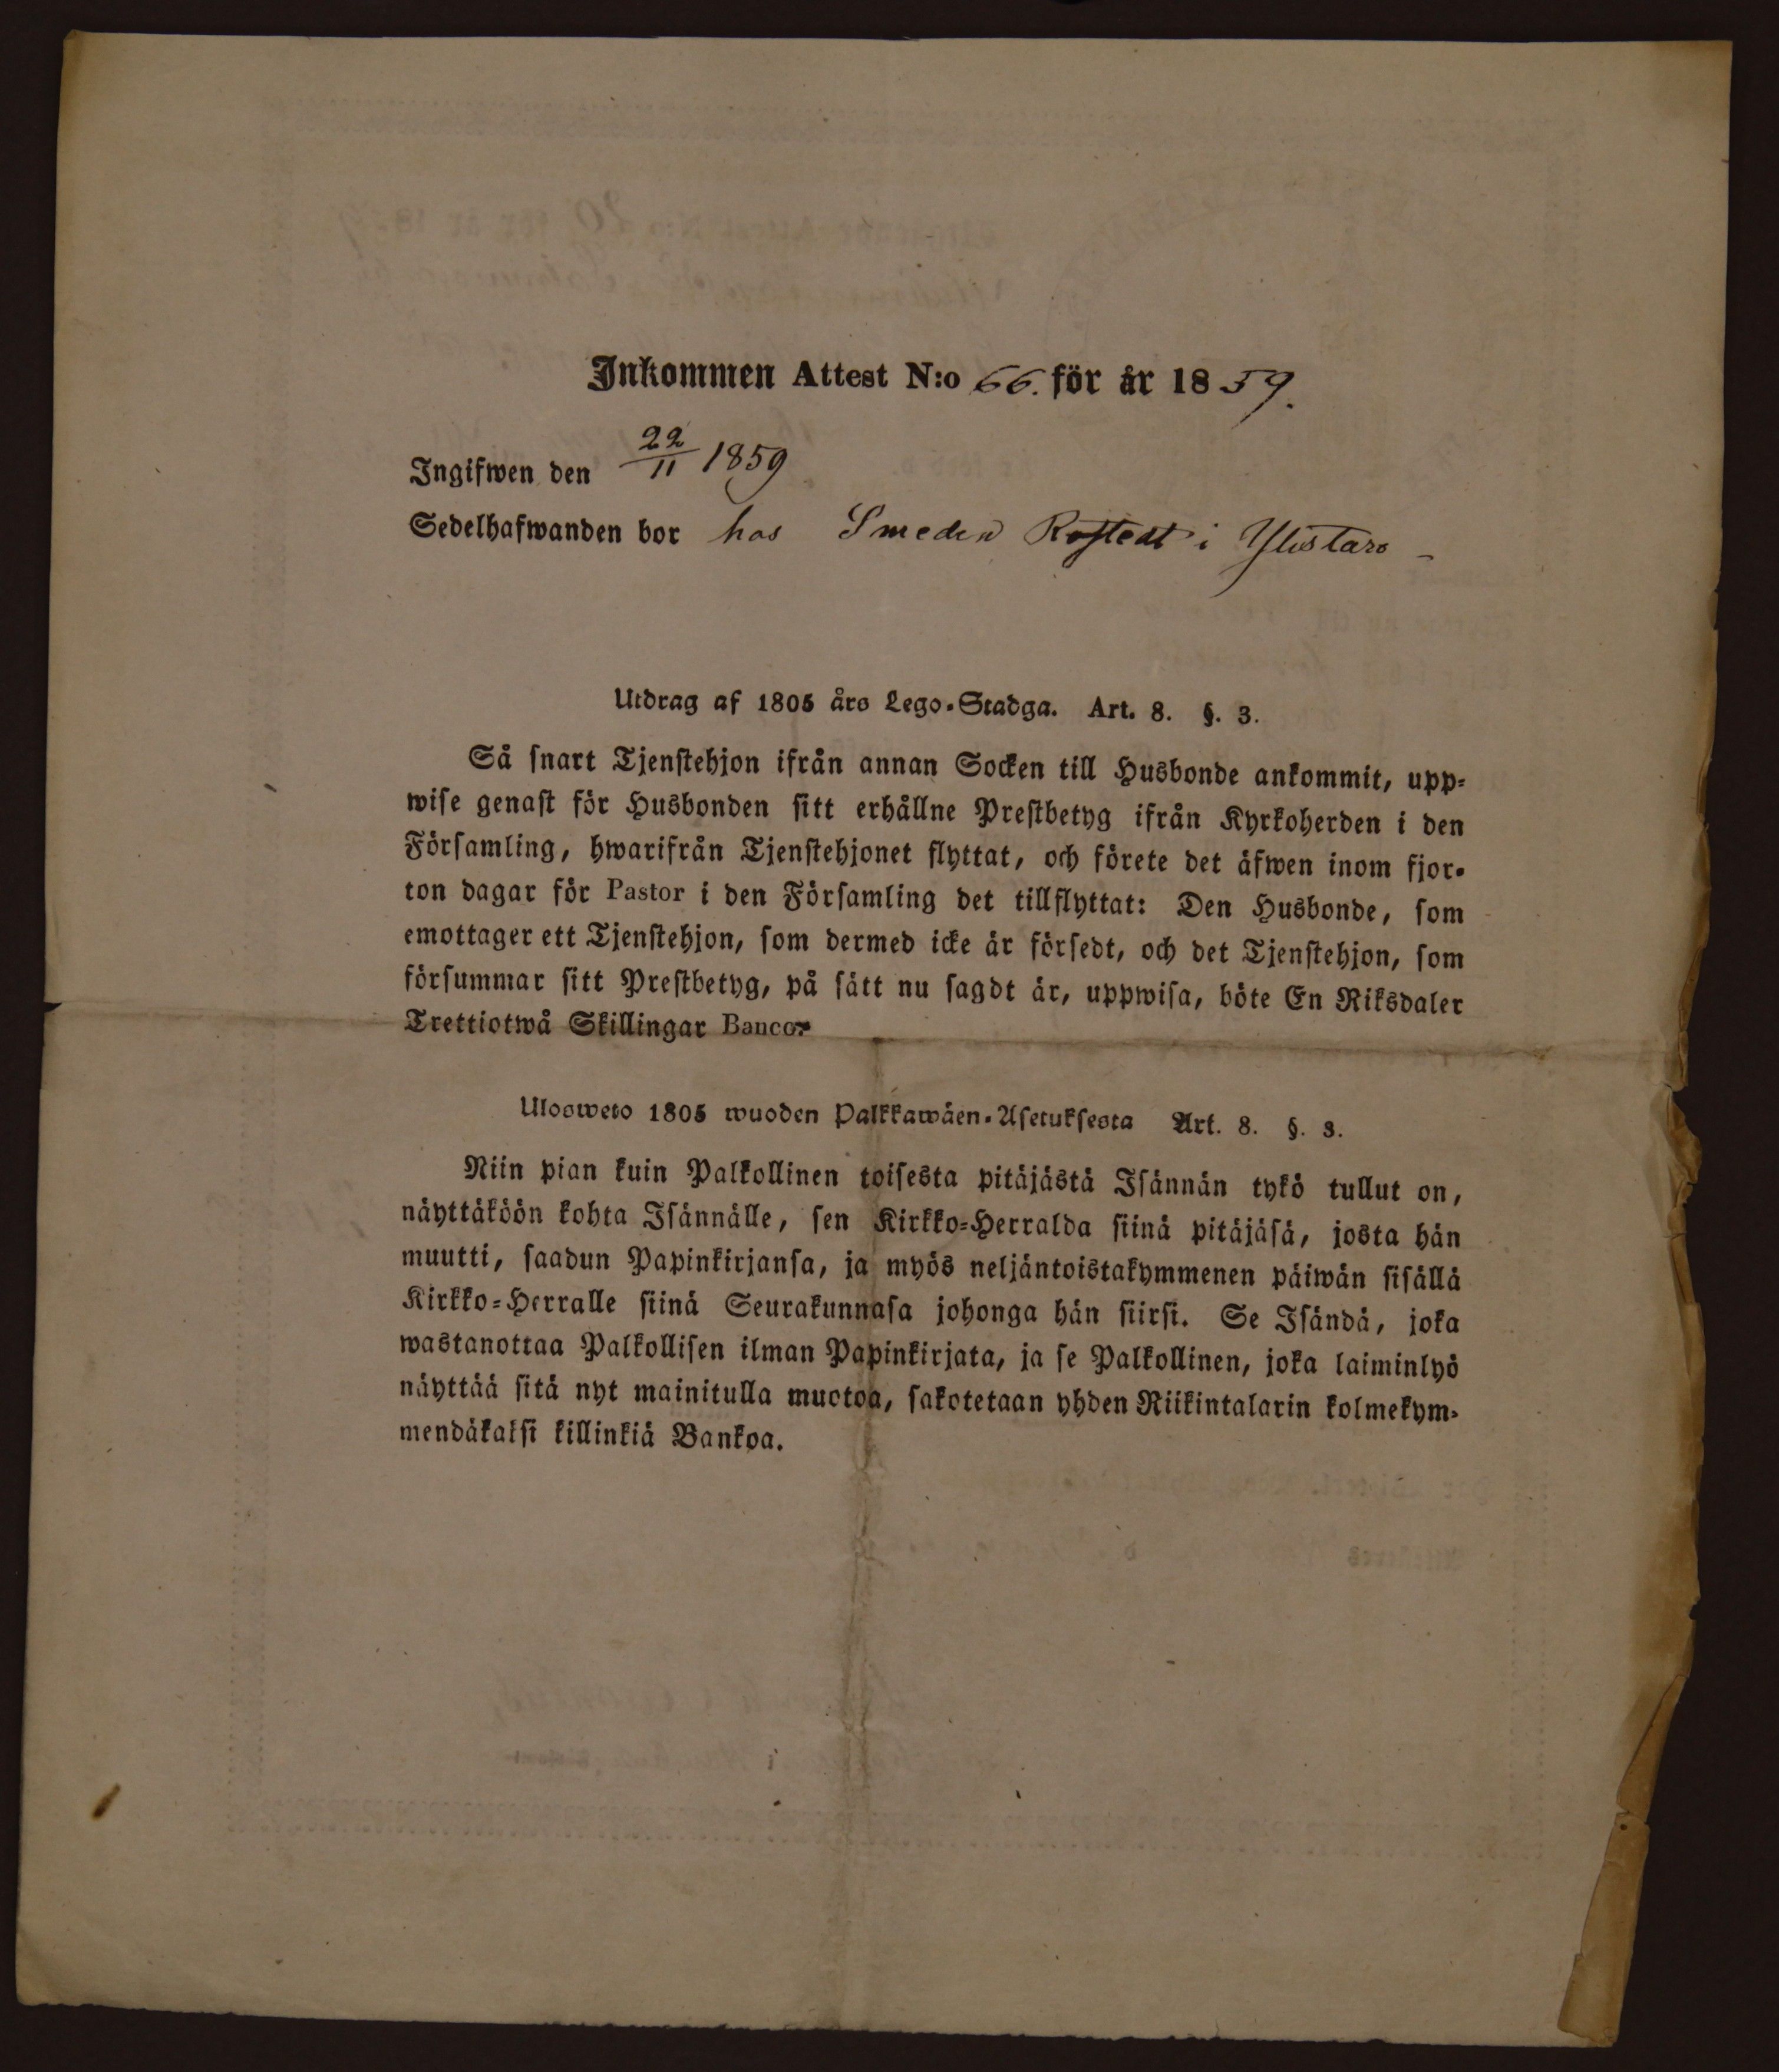 Inkommen Attest N:o 66. för år 1859.
Ingifwen den 22/11 1859
Sedelhafwanden bor hos Smeden Rostedt i Ylistaro
Utdrag af 1805 års Lego-Stadga. Art. 8. §. 3.
Så snart Tjenstehjon ifrån annan Socken till Husbonde ankommit, upp-
wise genast för Husbonden sitt erhållne Prestbetyg ifrån Kyrkoherden i den
Församling, hwarifrån Tjenstehjonet flyttat, och förete det äfwen inom fjor-
ton dagar för Pastor i den Församling det tillflyttat: Den Husbonde, som
emottager ett Tjenstehjon, som dermed icke är försedt, och det Tjenstehjon, som
försummar sitt Prestbetyg, på sätt nu sagdt är, uppwisa, böte En Riksdaler
Trettiotwå Skillingar Banco.
Ulosweto 1805 wuoden Palkkawäen-Asetuksesta Art. 8. §. 3.
Niin pian kuin Palkollinen toisesta pitäjästä Isännän tykö tullut on,
näyttäköön kohta Isännälle, sen Kirkko-Herralda siinä pitäjäsä, josta hän
muutti, saadun Papinkirjansa, ja myös neljäntoistakymmenen päiwän sisällä
Kirkko-Herralle siinä Seurakunnasa johonga hän siirsi. Se Isändä, joka
wastanottaa Palkollisen ilman Papinkirjata, ja se Palkollinen, joka laiminlyö
näyttää sitä nyt mainitulla muotoa, sakotetaan yhden Riikintalarin kolmekym-
mendäkaksi killinkiä Bankoa.